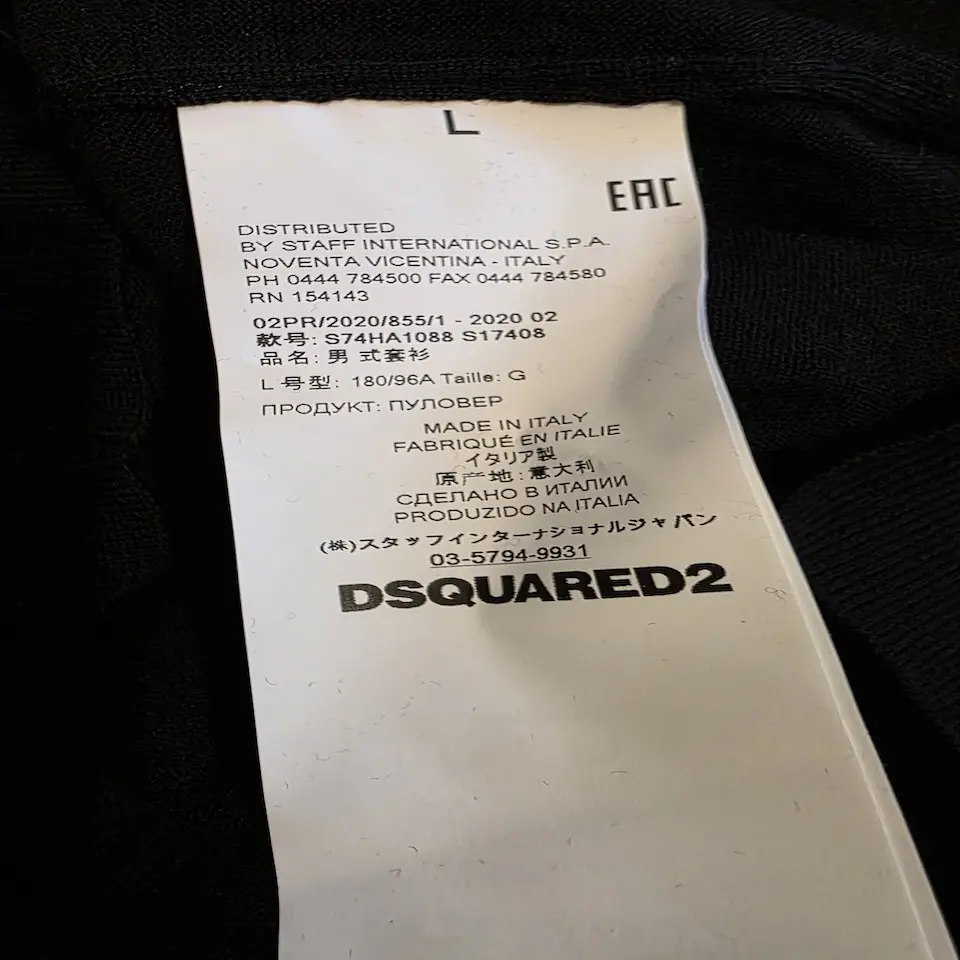 L
EAC
DISTRIBUTED
BY STAFF INTERNATIONAL S.P.A.
NOVENTA VICENTINA - ITALY
PH 0444 784500 FAX 0444 784580
RN 154143
02PR/2020/855/1 - 2020 02
款号: S74HA1088 S17408
品名: 男 式套衫
L 号型: 180/96A Taille: G
ПРОДУКТ: ПУЛОВЕР
MADE IN ITALY
FABRIQUÉ EN ITALIE
イタリア製
原产地: 意大利
СДЕЛАНО В ИТАЛИИ
PRODUZIDO NA ITALIA
(株)スタッフインターナショナルジャパン
03-5794-9931
DSQUARED2